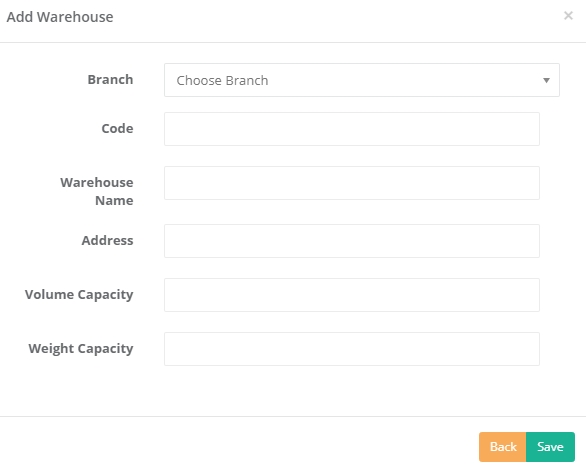 Add Warehouse ×
Branch Choose Branch
Code
Warehouse
Name
Address
Volume Capacity
Weight Capacity
Back Save